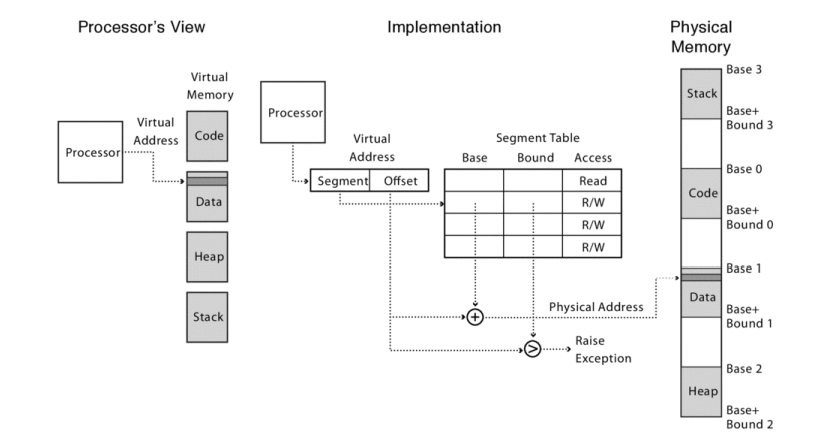 Processor's View
Implementation
Physical
Memory
Virtual
Memory
Processor
Virtual
Address
Code
Data
Heap
Stack
Processor
Virtual
Address
Segment Offset
Segment Table
Base Bound Access
Read
R/W
R/W
R/W
+
Physical Address
>
Raise
Exception
Base 3
Stack
Base+
Bound 3
Base 0
Code
Base+
Bound 0
Base 1
Data
Base+
Bound 1
Base 2
Heap
Base+
Bound 2